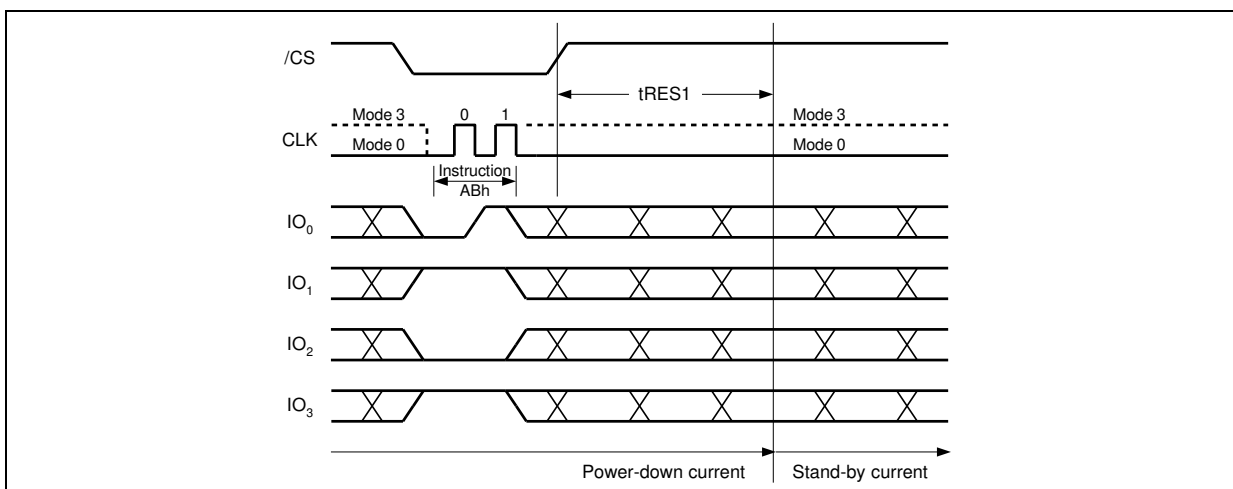 /CS
tRES1
Mode 3 0 1 Mode 3
CLK
Mode 0 Mode 0
Instruction
ABh
IO0
IO1
IO2
IO3
Power-down current Stand-by current